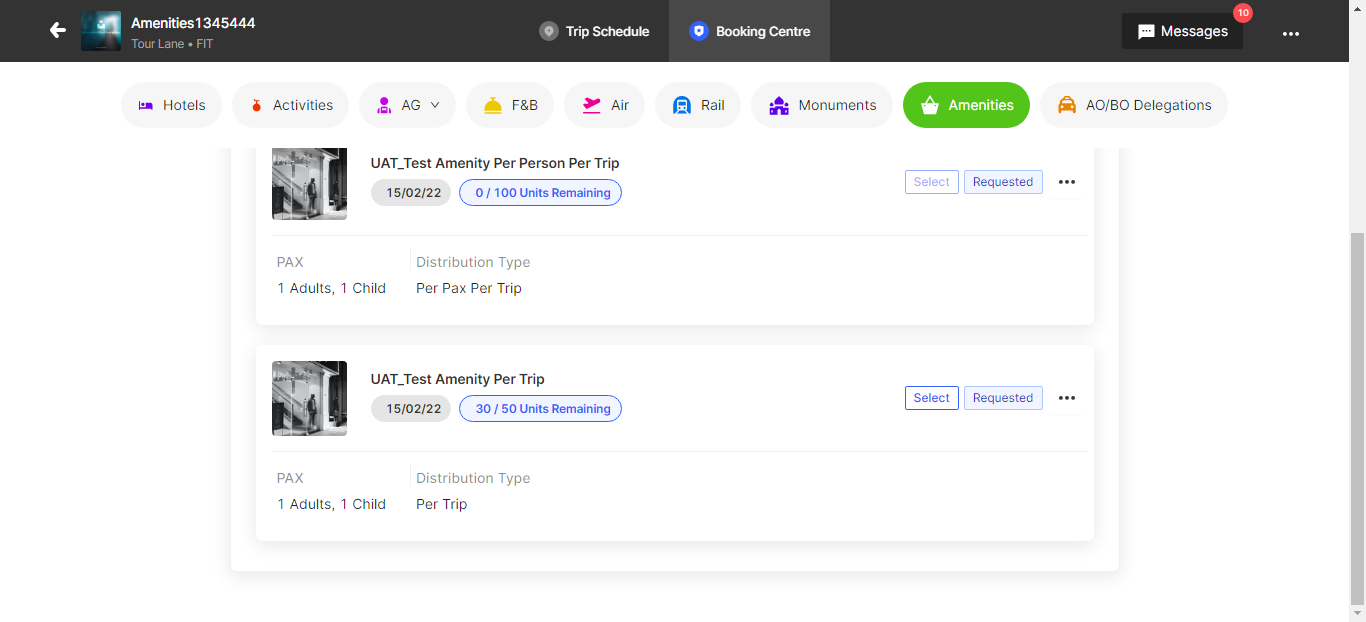 Amenities1345444
Tour Lane • FIT
Trip Schedule
Booking Centre
Messages
10
Hotels
Activities
AG
F&B
Air
Rail
Monuments
Amenities
AO/BO Delegations
UAT_Test Amenity Per Person Per Trip
15/02/22
0 / 100 Units Remaining
Select
Requested
PAX
Distribution Type
1 Adults, 1 Child
Per Pax Per Trip
UAT_Test Amenity Per Trip
15/02/22
30 / 50 Units Remaining
Select
Requested
PAX
Distribution Type
1 Adults, 1 Child
Per Trip